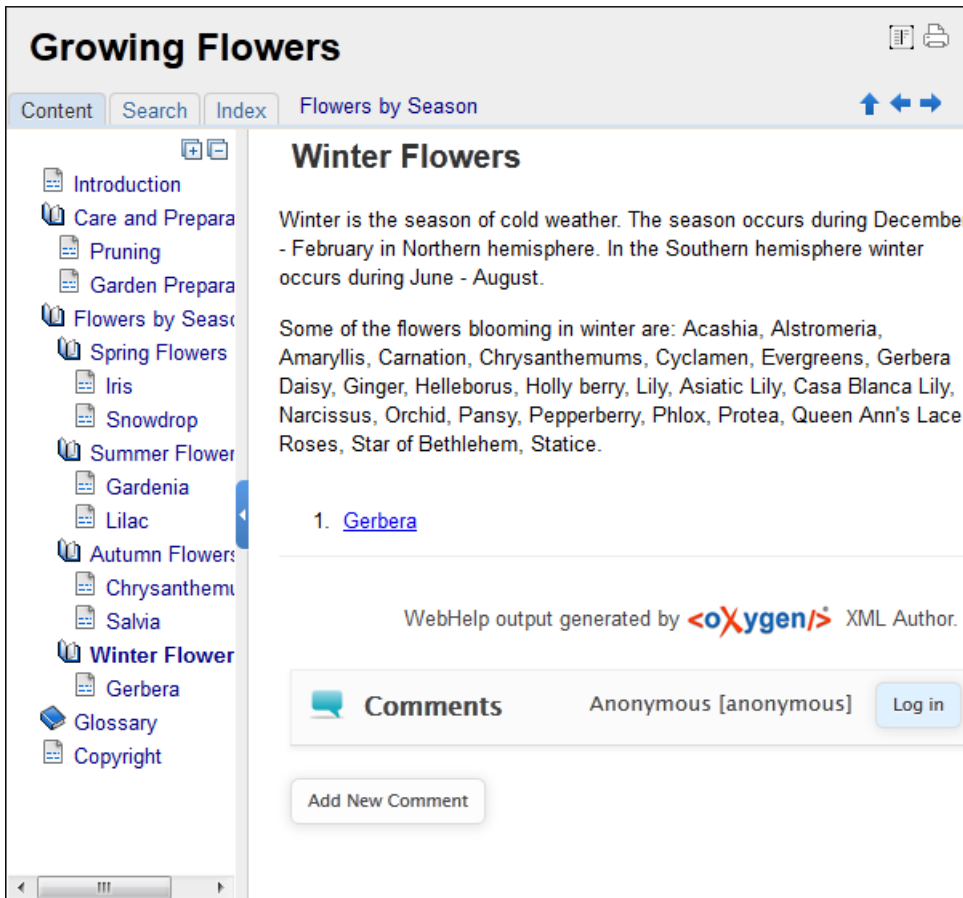 Growing Flowers
Content Search Index Flowers by Season
Introduction
Care and Prepara
Pruning
Garden Prepara
Flowers by Seaso
Spring Flowers
Iris
Snowdrop
Summer Flower
Gardenia
Lilac
Autumn Flowers
Chrysanthemu
Salvia
Winter Flower
Gerbera
Glossary
Copyright
Winter Flowers
Winter is the season of cold weather. The season occurs during December
- February in Northern hemisphere. In the Southern hemisphere winter
occurs during June - August.
Some of the flowers blooming in winter are: Acashia, Alstromeria,
Amaryllis, Carnation, Chrysanthemums, Cyclamen, Evergreens, Gerbera
Daisy, Ginger, Helleborus, Holly berry, Lily, Asiatic Lily, Casa Blanca Lily,
Narcissus, Orchid, Pansy, Pepperberry, Phlox, Protea, Queen Ann's Lace
Roses, Star of Bethlehem, Statice.
1. Gerbera
WebHelp output generated by <oXygen/> XML Author.
Comments Anonymous [anonymous] Log in
Add New Comment